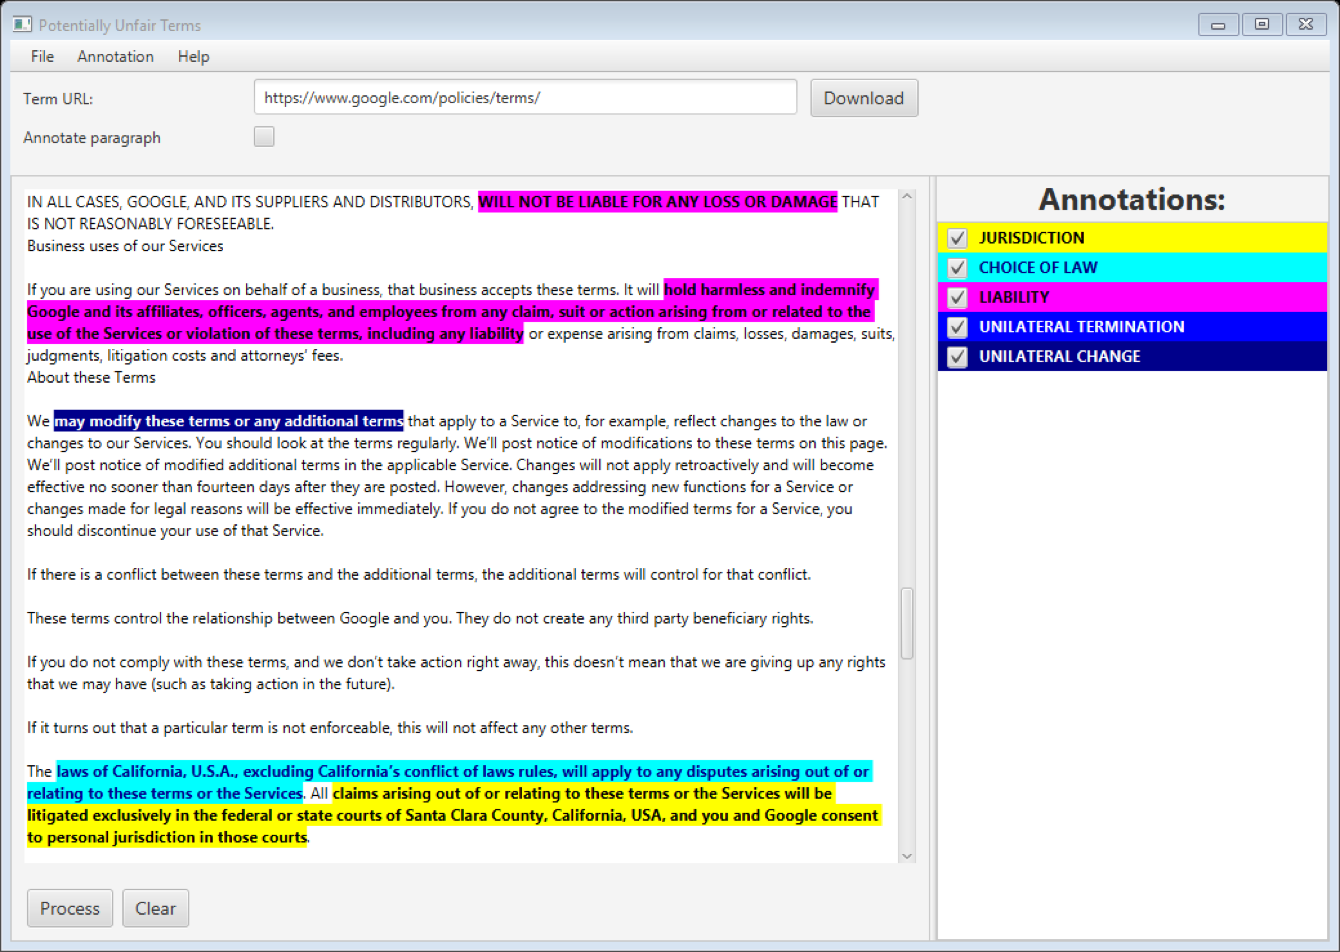 Potentially Unfair Terms
File Annotation Help
Term URL: https://www.google.com/policies/terms/ Download
Annotate paragraph
IN ALL CASES, GOOGLE, AND ITS SUPPLIERS AND DISTRIBUTORS, WILL NOT BE LIABLE FOR ANY LOSS OR DAMAGE THAT
IS NOT REASONABLY FORESEEABLE.
Business uses of our Services
If you are using our Services on behalf of a business, that business accepts these terms. It will hold harmless and indemnify
Google and its affiliates, officers, agents, and employees from any claim, suit or action arising from or related to the
use of the Services or violation of these terms, including any liability or expense arising from claims, losses, damages, suits,
judgments, litigation costs and attorneys’ fees.
About these Terms
We may modify these terms or any additional terms that apply to a Service to, for example, reflect changes to the law or
changes to our Services. You should look at the terms regularly. We’ll post notice of modifications to these terms on this page.
We’ll post notice of modified additional terms in the applicable Service. Changes will not apply retroactively and will become
effective no sooner than fourteen days after they are posted. However, changes addressing new functions for a Service or
changes made for legal reasons will be effective immediately. If you do not agree to the modified terms for a Service, you
should discontinue your use of that Service.
If there is a conflict between these terms and the additional terms, the additional terms will control for that conflict.
These terms control the relationship between Google and you. They do not create any third party beneficiary rights.
If you do not comply with these terms, and we don’t take action right away, this doesn’t mean that we are giving up any rights
that we may have (such as taking action in the future).
If it turns out that a particular term is not enforceable, this will not affect any other terms.
The laws of California, U.S.A., excluding California’s conflict of laws rules, will apply to any disputes arising out of or
relating to these terms or the Services. All claims arising out of or relating to these terms or the Services will be
litigated exclusively in the federal or state courts of Santa Clara County, California, USA, and you and Google consent
to personal jurisdiction in those courts.
Process Clear
Annotations:
JURISDICTION
CHOICE OF LAW
LIABILITY
UNILATERAL TERMINATION
UNILATERAL CHANGE